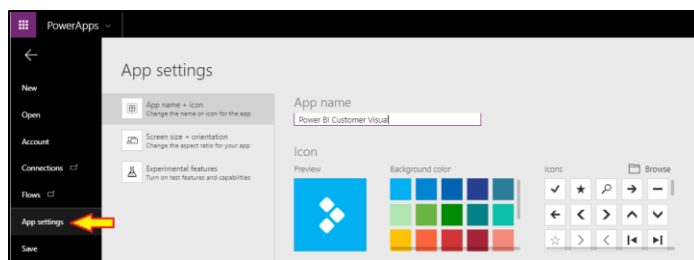 PowerApps
New
Open
Account
Connections
Flows
App settings
Save
App settings
App name + icon
Change the name or icon for the app
Screen size + orientation
Change the aspect ratio for your app
Experimental features
Turn on test features and capabilities
App name
Power BI Customer Visual
Icon
Preview
Background color
Icons
Browse